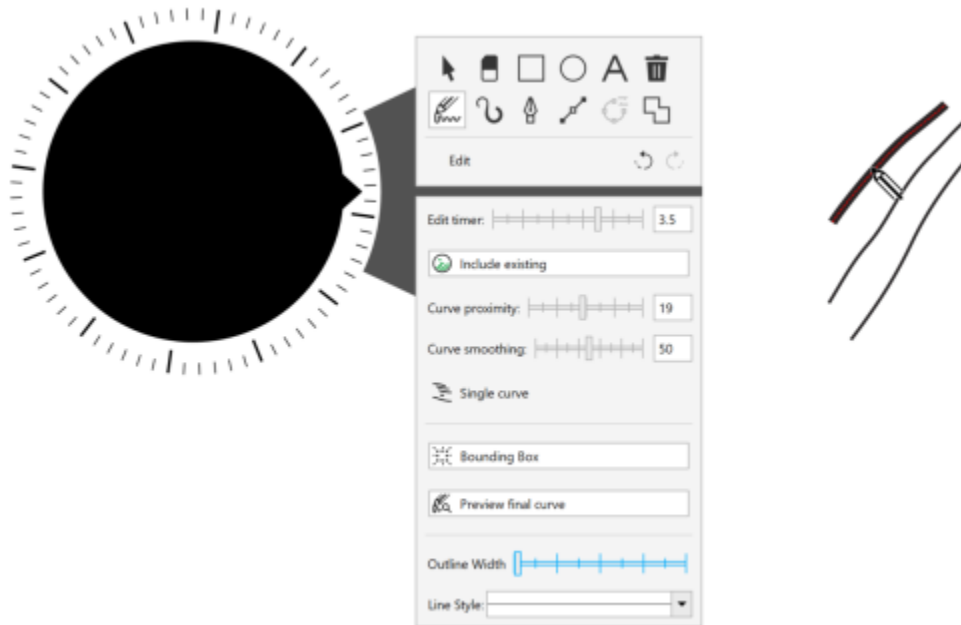 A
Edit
Edit timer: 3.5
Include existing
Curve proximity: 19
Curve smoothing: 50
Single curve
Bounding Box
Preview final curve
Outline Width
Line Style: